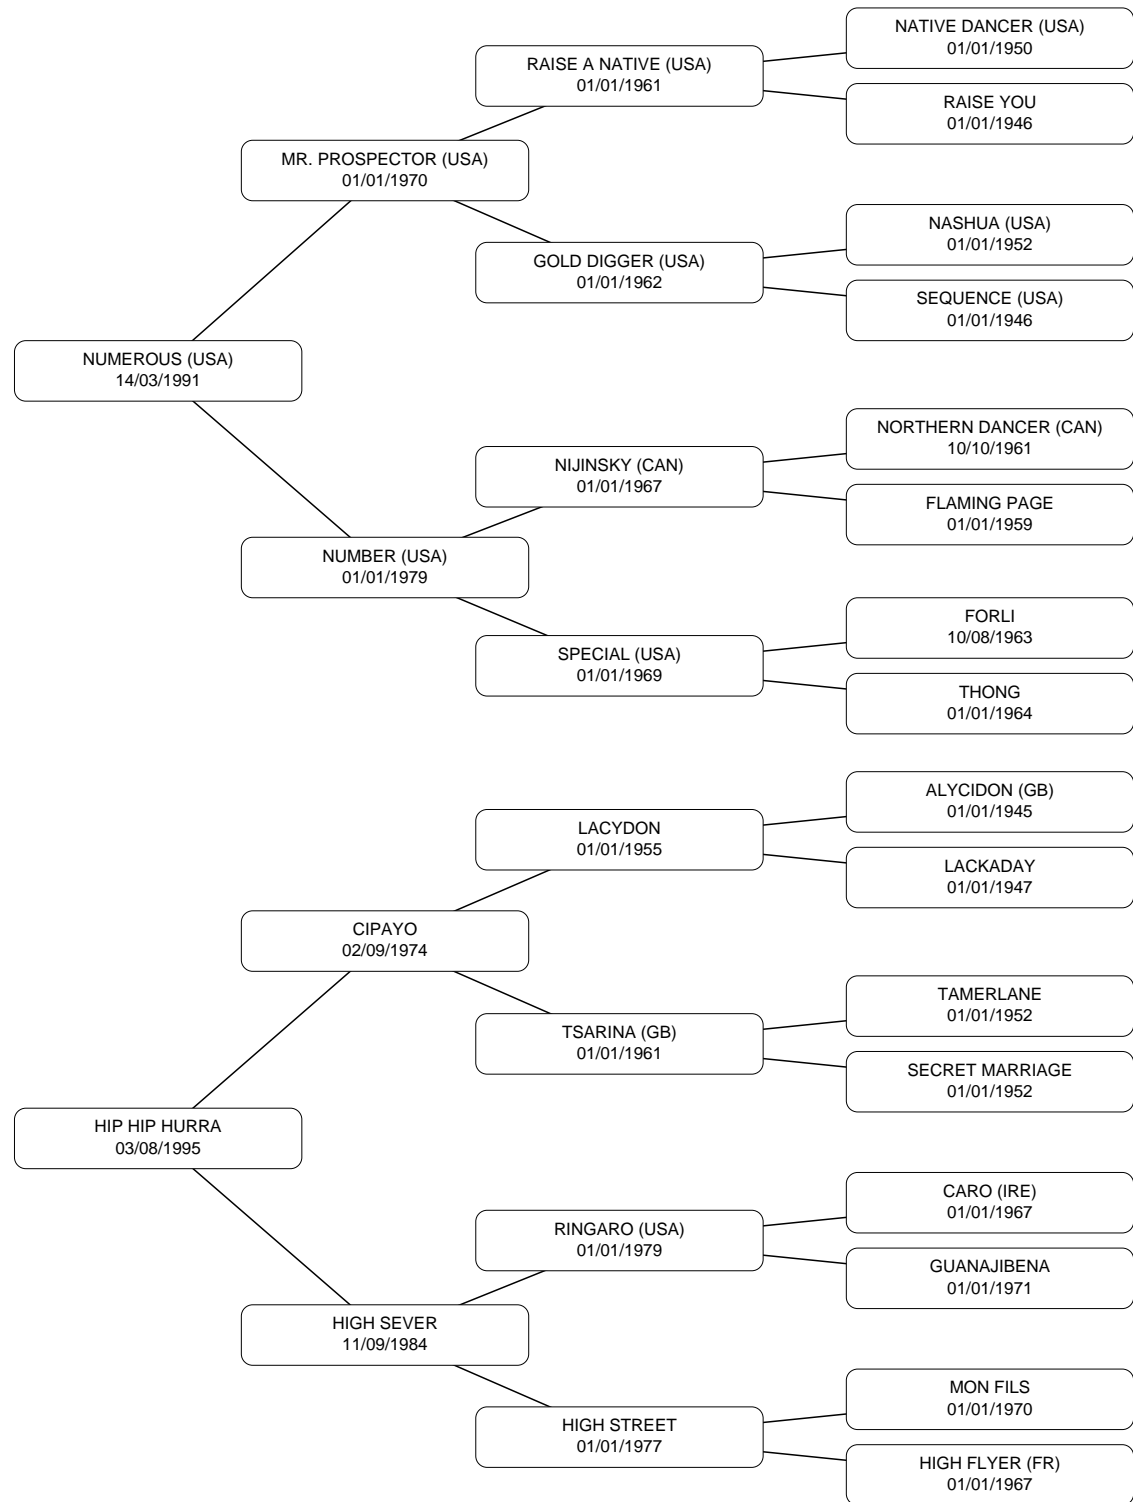 NATIVE DANCER (USA)
01/01/1950
RAISE A NATIVE (USA)
01/01/1961
RAISE YOU
01/01/1946
MR. PROSPECTOR (USA)
01/01/1970
NASHUA (USA)
01/01/1952
GOLD DIGGER (USA)
01/01/1962
SEQUENCE (USA)
01/01/1946
NUMEROUS (USA)
14/03/1991
NORTHERN DANCER (CAN)
10/10/1961
NIJINSKY (CAN)
01/01/1967
FLAMING PAGE
01/01/1959
NUMBER (USA)
01/01/1979
FORLI
10/08/1963
SPECIAL (USA)
01/01/1969
THONG
01/01/1964
ALYCIDON (GB)
01/01/1945
LACYDON
01/01/1955
LACKADAY
01/01/1947
CIPAYO
02/09/1974
TAMERLANE
01/01/1952
TSARINA (GB)
01/01/1961
SECRET MARRIAGE
01/01/1952
HIP HIP HURRA
03/08/1995
CARO (IRE)
01/01/1967
RINGARO (USA)
01/01/1979
GUANAJIBENA
01/01/1971
HIGH SEVER
11/09/1984
MON FILS
01/01/1970
HIGH STREET
01/01/1977
HIGH FLYER (FR)
01/01/1967